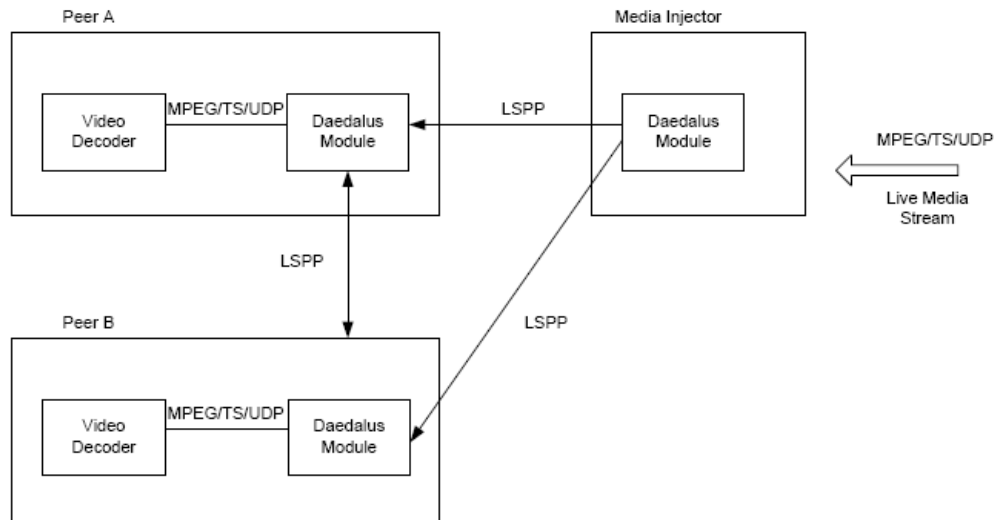 Peer A
Media Injector
Video
Decoder
MPEG/TS/UDP
Daedalus
Module
LSPP
Daedalus
Module
MPEG/TS/UDP
Live Media
Stream
LSPP
LSPP
Peer B
Video
Decoder
MPEG/TS/UDP
Daedalus
Module